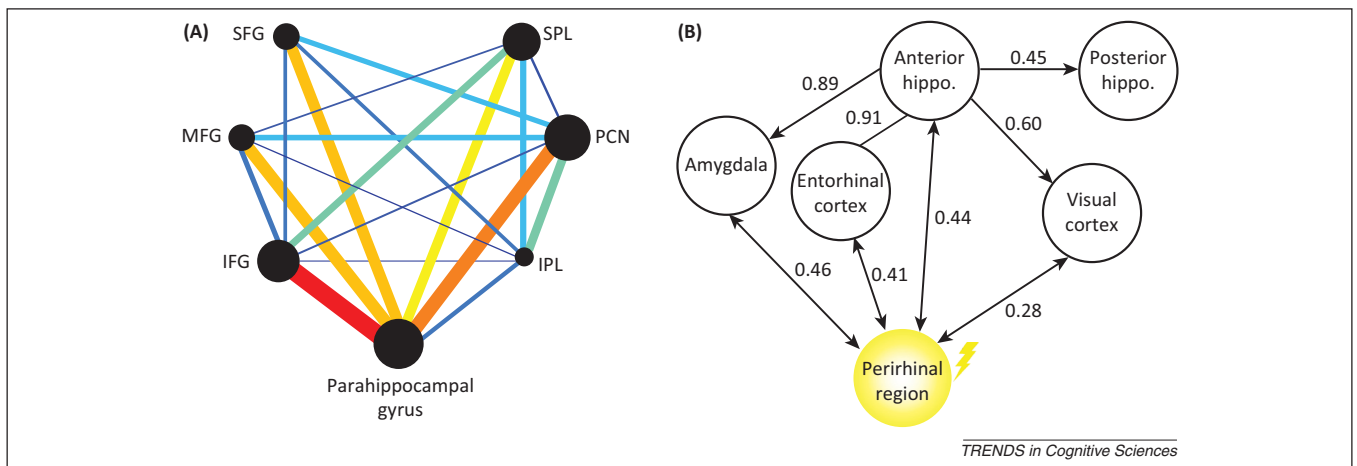 (A)
SFG
SPL
MFG
PCN
IFG
IPL
Parahippocampal
gyrus
(B)
Anterior
hippo.
0.45
Posterior
hippo.
0.89
0.91
0.60
Amygdala
Entorhinal
cortex
Visual
cortex
0.44
0.46
0.41
0.28
Perirhinal
region
TRENDS in Cognitive Sciences